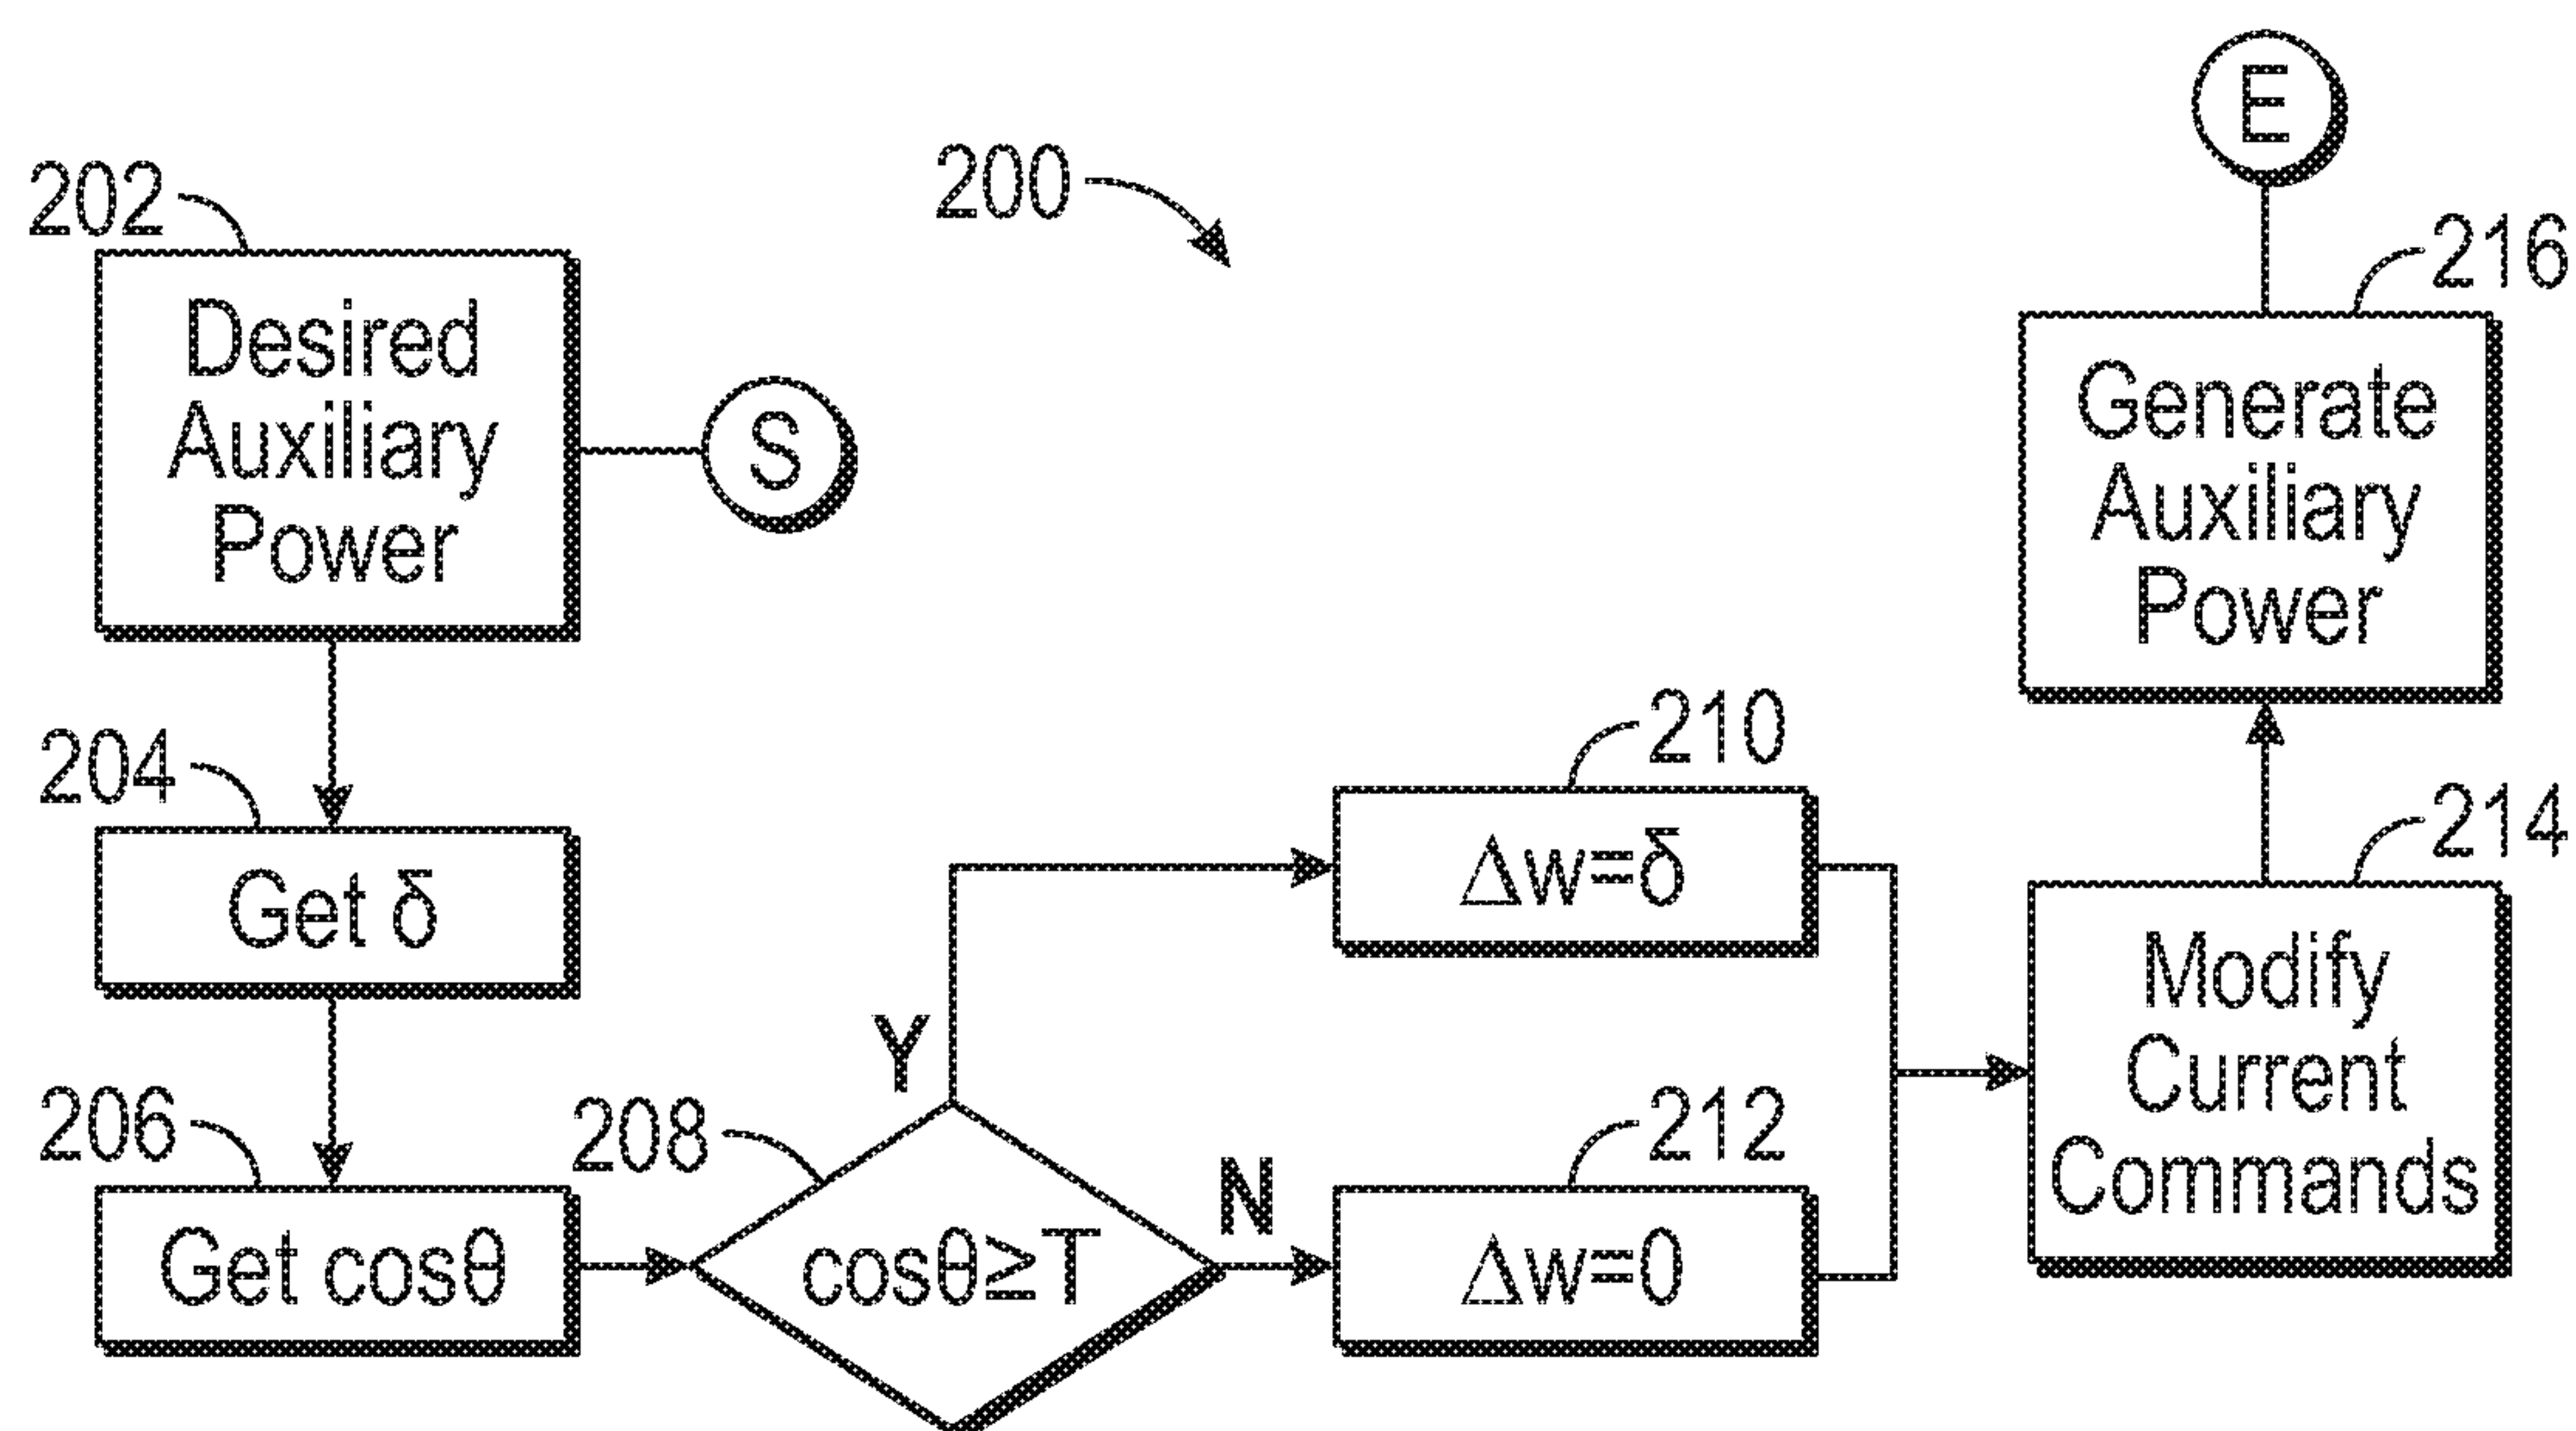 200
202
Desired
Auxiliary
Power
S
204
Get δ
206
Get cosθ
208
cosθ≥T
Y
N
210
Δw=δ
212
Δw=0
214
Modify
Current
Commands
216
Generate
Auxiliary
Power
E